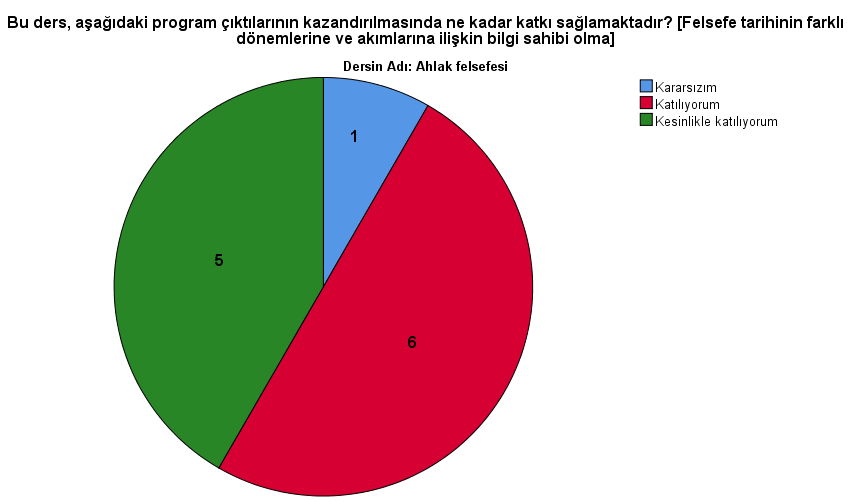 Bu ders, aşağıdaki program çıktılarının kazandırılmasında ne kadar katkı sağlamaktadır? [Felsefe tarihinin farklı
dönemlerine ve akımlarına ilişkin bilgi sahibi olma]
Dersin Adı: Ahlak felsefesi
Kararsızım
Katılıyorum
Kesinlikle katılıyorum
1
5
6